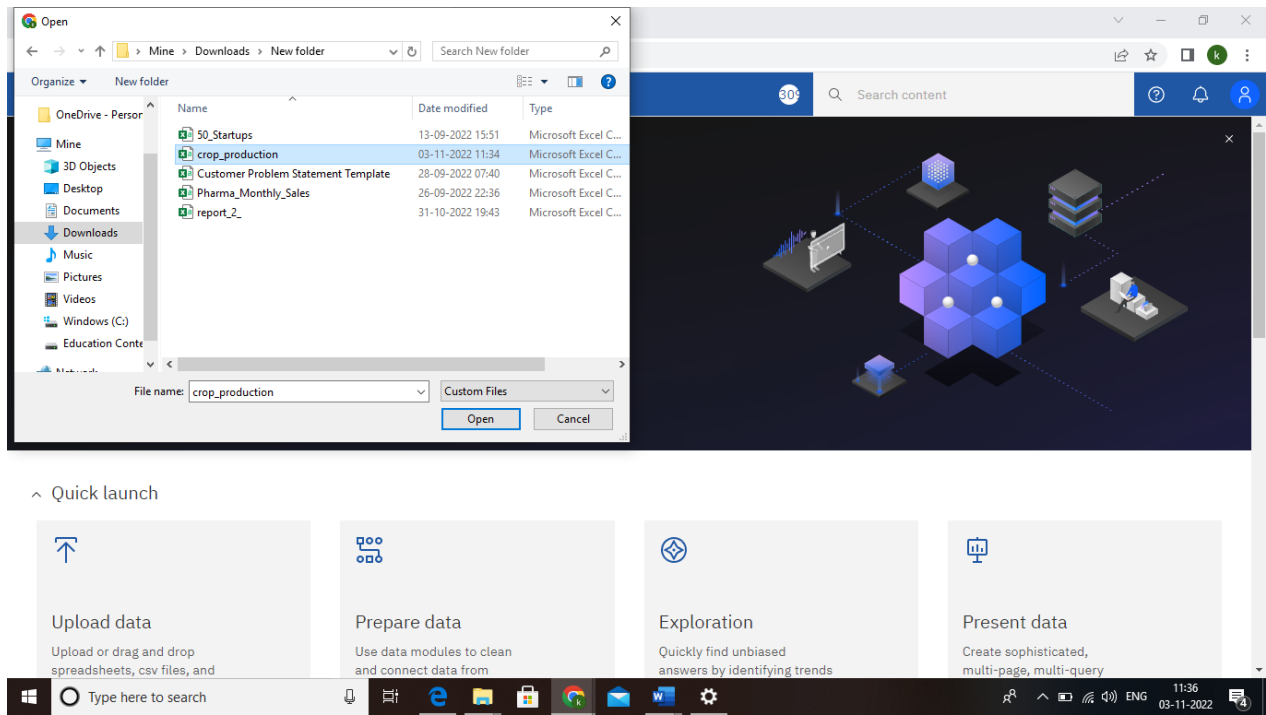 Open
Mine > Downloads > New folder
Search New folder
Organize
New folder
Name
Date modified
Type
50_Startups 13-09-2022 15:51 Microsoft Excel C...
crop_production 03-11-2022 11:34 Microsoft Excel C...
Customer Problem Statement Template 28-09-2022 07:40 Microsoft Excel C...
Pharma_Monthly_Sales 26-09-2022 22:36 Microsoft Excel C...
report_2_ 31-10-2022 19:43 Microsoft Excel C...
OneDrive - Person
Mine
3D Objects
Desktop
Documents
Downloads
Music
Pictures
Videos
Windows (C:)
Education Conte
File name: crop_production
Custom Files
Open
Cancel
k
Search content
Quick launch
Upload data
Upload or drag and drop
spreadsheets, csv files, and
Prepare data
Use data modules to clean
and connect data from
Exploration
Quickly find unbiased
answers by identifying trends
Present data
Create sophisticated,
multi-page, multi-query
Type here to search
ENG
11:36
03-11-2022
4